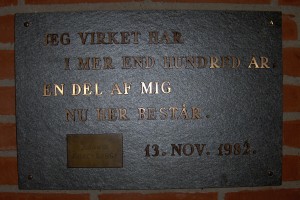 JEG VIRKET HAR
I MER END HUNDRED ÅR.
EN DEL AF MIG
NU HER BESTÅR.
13. NOV. 1982.